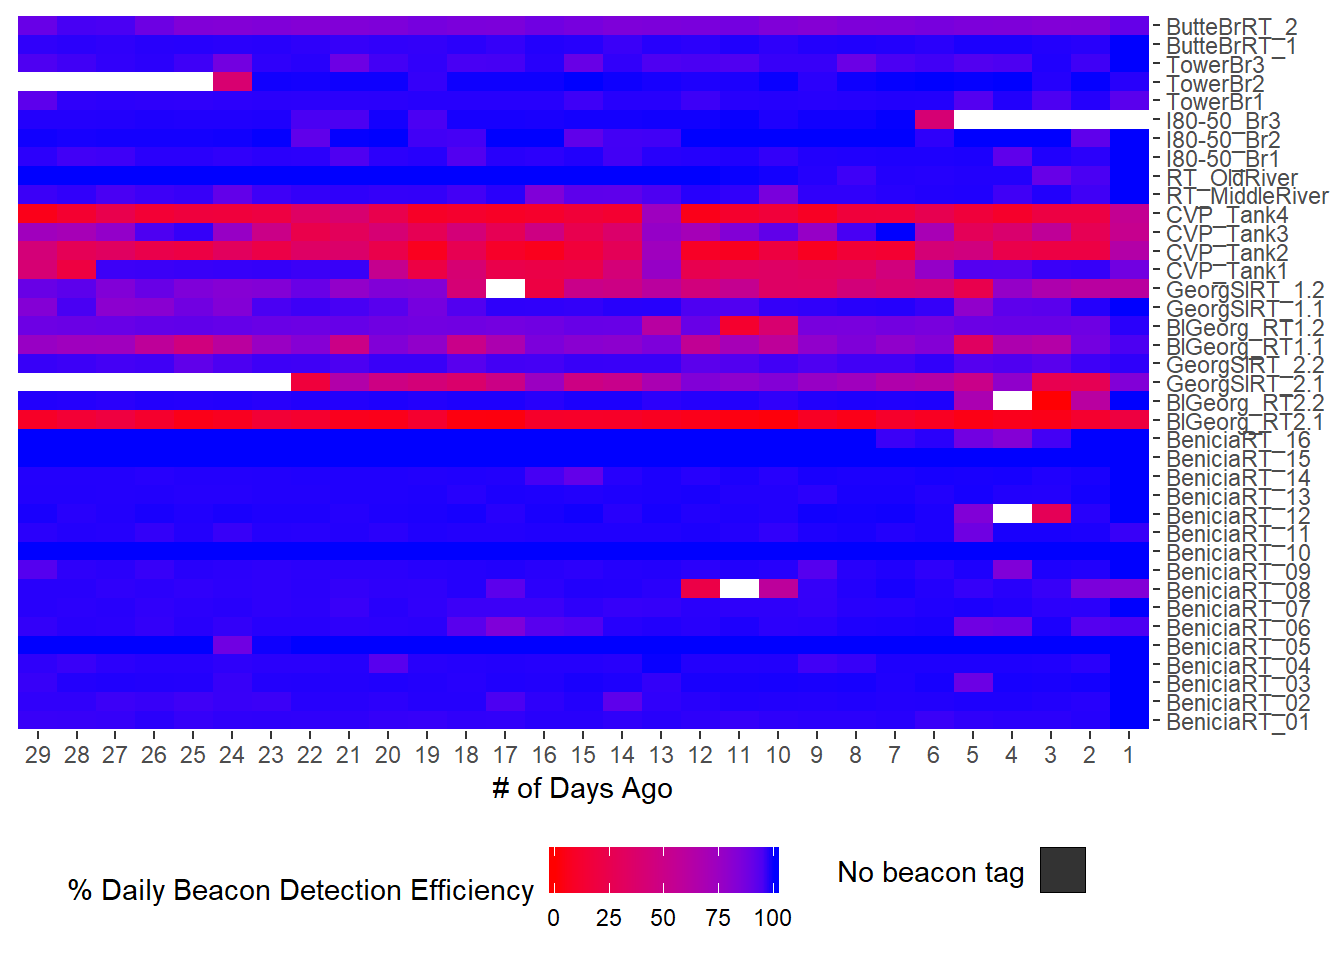 ButteBrRT_2
ButteBrRT_1
TowerBr3
TowerBr2
TowerBr1
I80-50_Br3
I80-50_Br2
I80-50_Br1
RT_OldRiver
RT_MiddleRiver
CVP_Tank4
CVP_Tank3
CVP_Tank2
CVP_Tank1
GeorgSlRT_1.2
GeorgSlRT_1.1
BlGeorg_RT1.2
BlGeorg_RT1.1
GeorgSlRT_2.2
GeorgSlRT_2.1
BlGeorg_RT2.2
BlGeorg_RT2.1
BeniciaRT_16
BeniciaRT_15
BeniciaRT_14
BeniciaRT_13
BeniciaRT_12
BeniciaRT_11
BeniciaRT_10
BeniciaRT_09
BeniciaRT_08
BeniciaRT_07
BeniciaRT_06
BeniciaRT_05
BeniciaRT_04
BeniciaRT_03
BeniciaRT_02
BeniciaRT_01
29 28 27 26 25 24 23 22 21 20 19 18 17 16 15 14 13 12 11 10 9 8 7 6 5 4 3 2 1
# of Days Ago
% Daily Beacon Detection Efficiency
0 25 50 75 100
No beacon tag